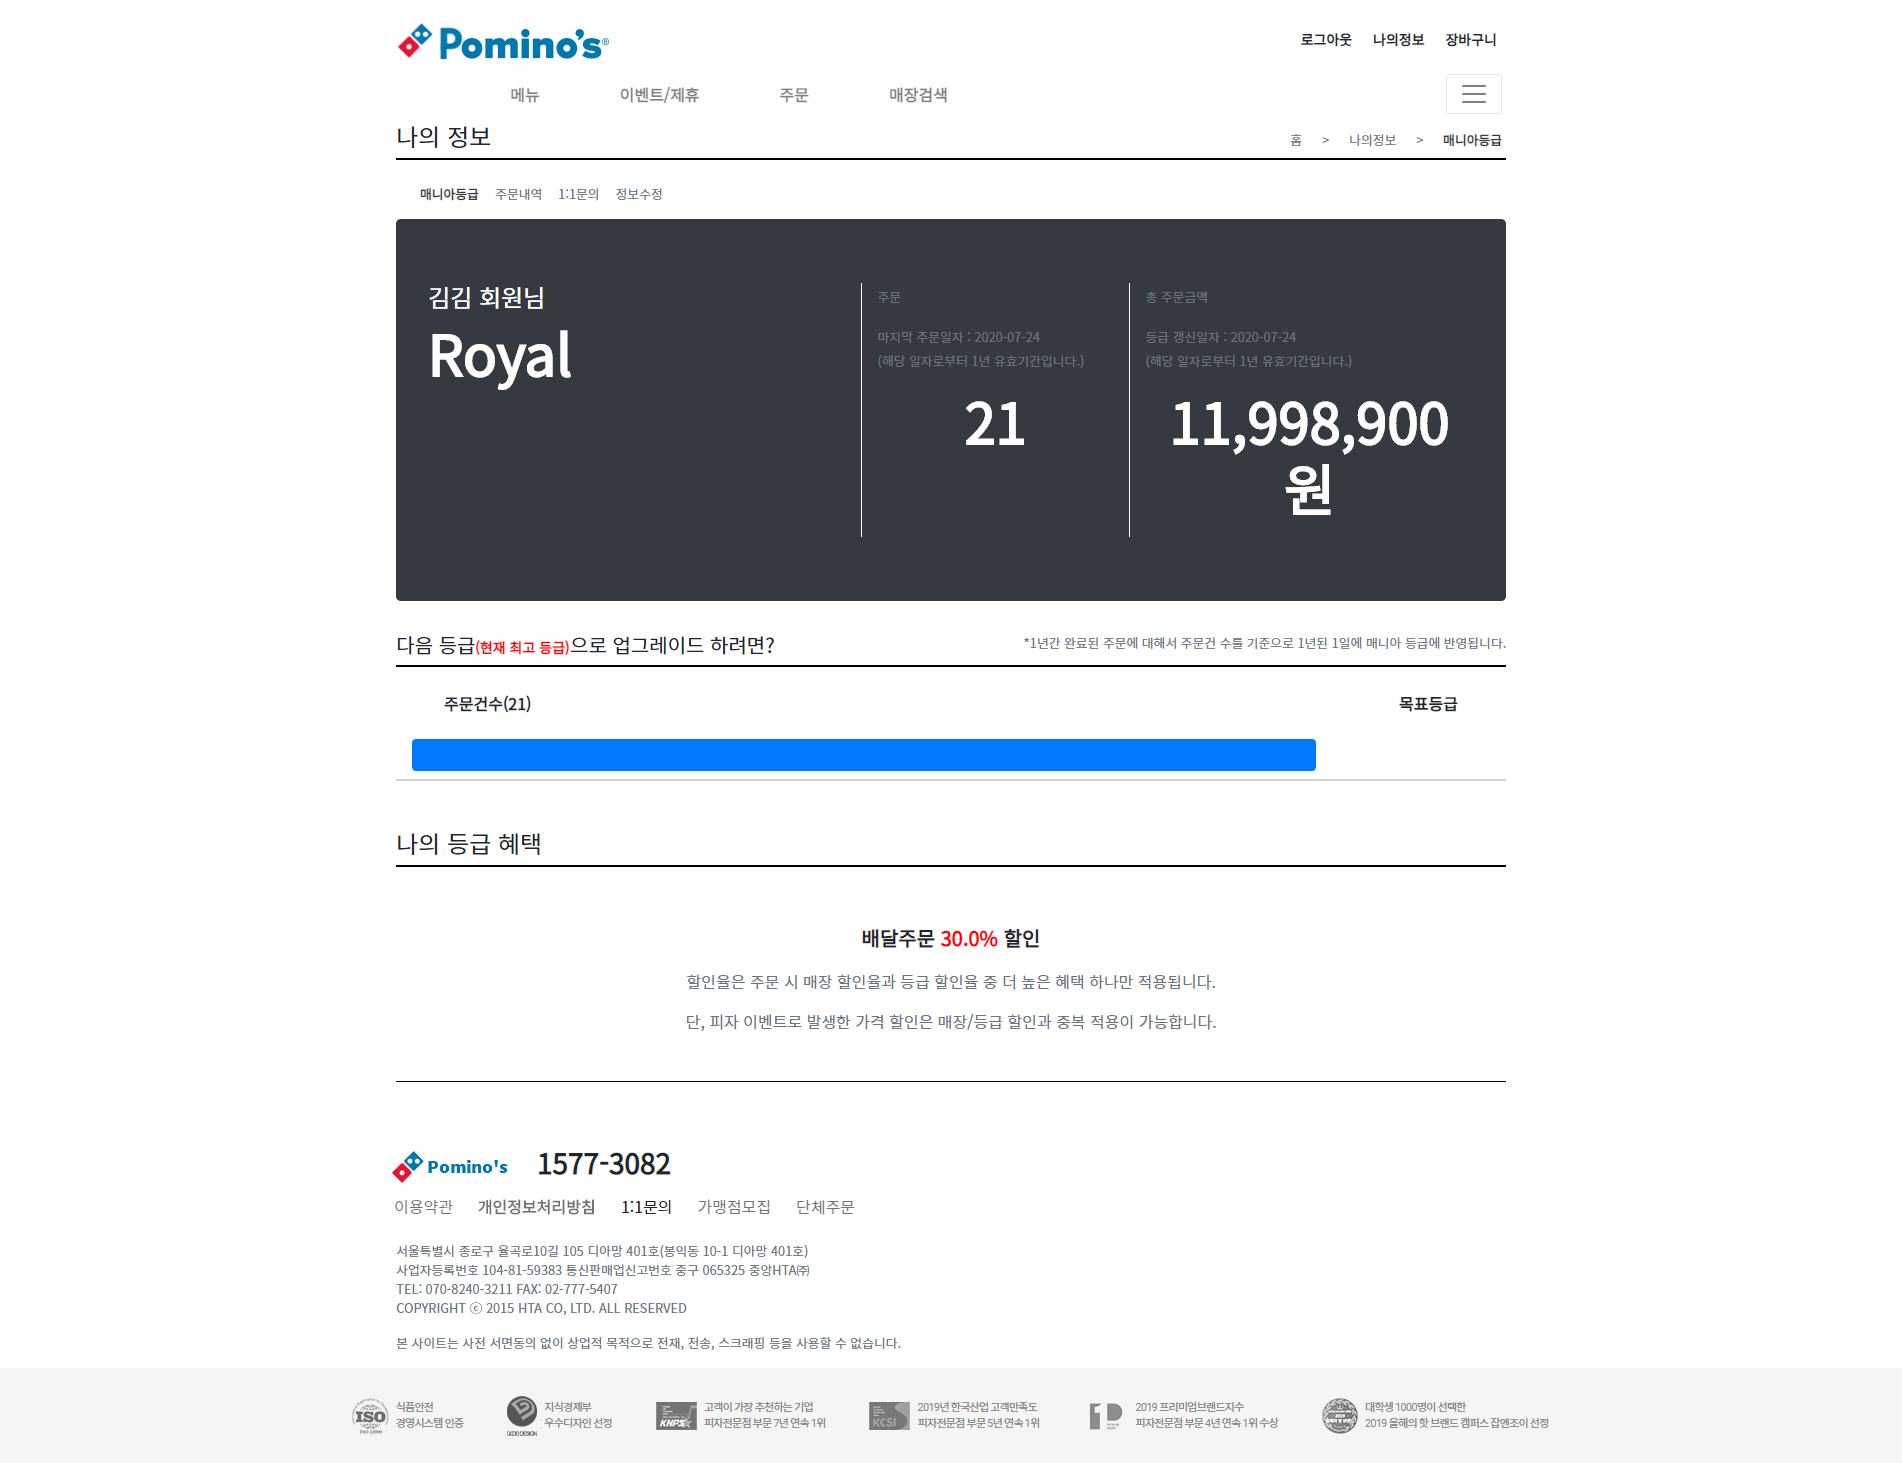 Pomino's®
로그아웃 나의정보 장바구니
메뉴 이벤트/제휴 주문 매장검색
나의 정보
홈 > 나의정보 > 매니아등급
매니아등급 주문내역 1:1문의 정보수정
김김 회원님
Royal
주문
마지막 주문일자 : 2020-07-24
(해당 일자로부터 1년 유효기간입니다.)
21
총 주문금액
등급 갱신일자 : 2020-07-24
(해당 일자로부터 1년 유효기간입니다.)
11,998,900
원
다음 등급(현재 최고 등급)으로 업그레이드 하려면?
*1년간 완료된 주문에 대해서 주문건 수를 기준으로 1년된 1일에 매니아 등급에 반영됩니다.
주문건수(21) 목표등급
나의 등급 혜택
배달주문 30.0% 할인
할인율은 주문 시 매장 할인율과 등급 할인율 중 더 높은 혜택 하나만 적용됩니다.
단, 피자 이벤트로 발생한 가격 할인은 매장/등급 할인과 중복 적용이 가능합니다.
Pomino's 1577-3082
이용약관 개인정보처리방침 1:1문의 가맹점모집 단체주문
서울특별시 종로구 율곡로10길 105 디아망 401호(봉익동 10-1 디아망 401호)
사업자등록번호 104-81-59383 통신판매업신고번호 중구 065325 중앙HTA㈜
TEL: 070-8240-3211 FAX: 02-777-5407
COPYRIGHT ⓒ 2015 HTA CO, LTD. ALL RESERVED
본 사이트는 사전 서면동의 없이 상업적 목적으로 전재, 전송, 스크래핑 등을 사용할 수 없습니다.
ISO
식품안전
경영시스템 인증
GOOD DESIGN
지식경제부
우수디자인 선정
KNPS
고객이 가장 추천하는 기업
피자전문점 부문 7년 연속 1위
KCSI
2019년 한국산업 고객만족도
피자전문점 부문 5년 연속 1위
2019 프리미엄브랜드지수
피자전문점 부문 4년 연속 1위 수상
대학생 1000명이 선택한
2019 올해의 핫 브랜드 캠퍼스 잡앤조이 선정